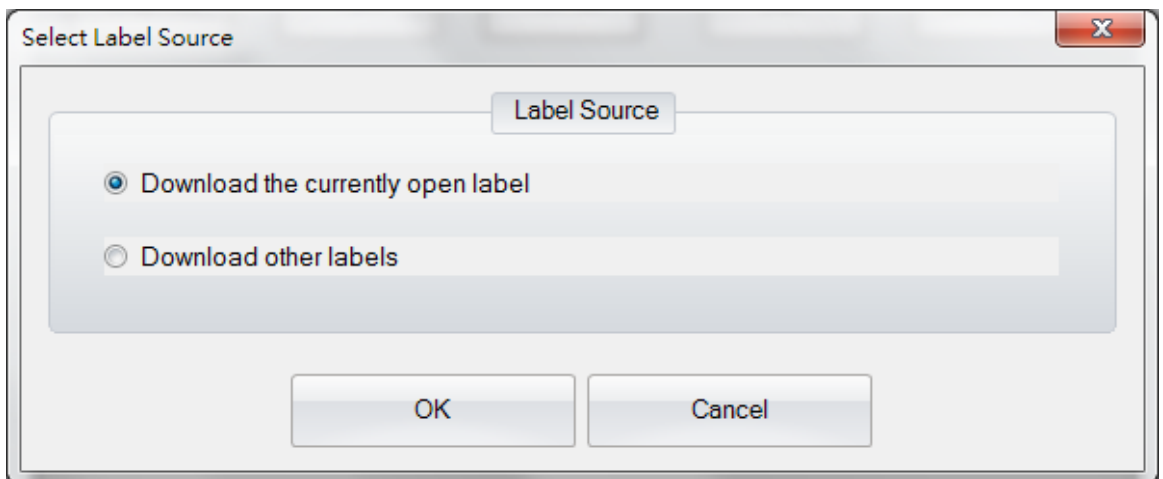 Select Label Source
Label Source
Download the currently open label
Download other labels
OK
Cancel